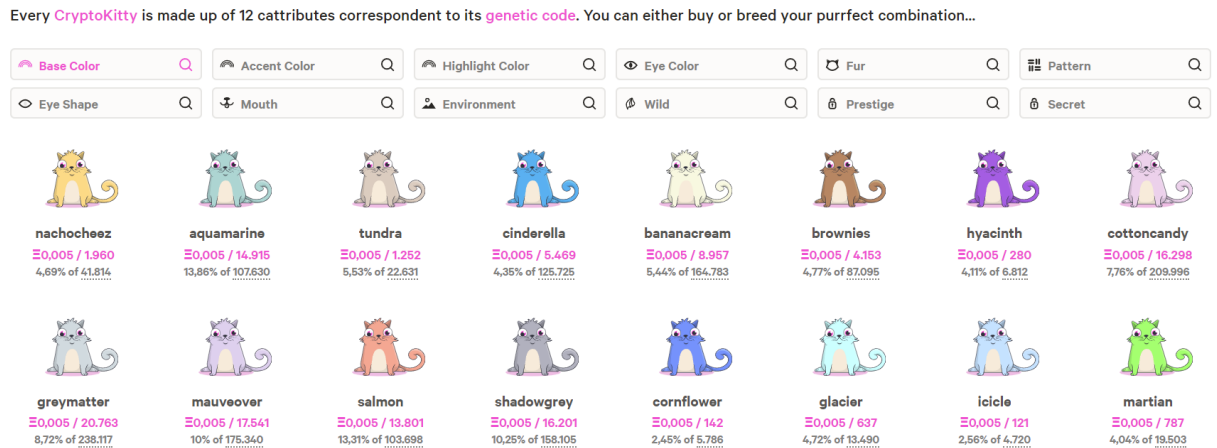 Every CryptoKitty is made up of 12 cattributes correspondent to its genetic code. You can either buy or breed your purrfect combination...
Base Color Accent Color Highlight Color Eye Color Fur Pattern
Eye Shape Mouth Environment Wild Prestige Secret
nachocheez aquamarine tundra cinderella bananacream brownies hyacinth cottoncandy
Ξ0,005 / 1.960 Ξ0,005 / 14.915 Ξ0,005 / 1.252 Ξ0,005 / 5.469 Ξ0,005 / 8.957 Ξ0,005 / 4.153 Ξ0,005 / 280 Ξ0,005 / 16.298
4,69% of 41.814 13,86% of 107.630 5,53% of 22.631 4,35% of 125.725 5,44% of 164.783 4,77% of 87.095 4,11% of 6.812 7,76% of 209.996
greymatter mauveover salmon shadowgrey cornflower glacier icicle martian
Ξ0,005 / 20.763 Ξ0,005 / 17.541 Ξ0,005 / 13.801 Ξ0,005 / 16.201 Ξ0,005 / 142 Ξ0,005 / 637 Ξ0,005 / 121 Ξ0,005 / 787
8,72% of 238.117 10% of 175.340 13,31% of 103.698 10,25% of 158.105 2,45% of 5.786 4,72% of 13.490 2,56% of 4.720 4,04% of 19.503